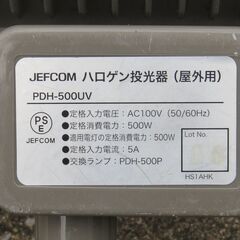 JEFCOM ハロゲン投光器（屋外用）
PDH-500UV
PS
E
JEFCOM
●定格入力電圧：AC100V（50/60Hz）
●定格消費電力：500W
●適用電灯の定格消費電力：500W
●定格入力電流：5A
●交換ランプ：PDH-500P
Lot No.
HS1AHK